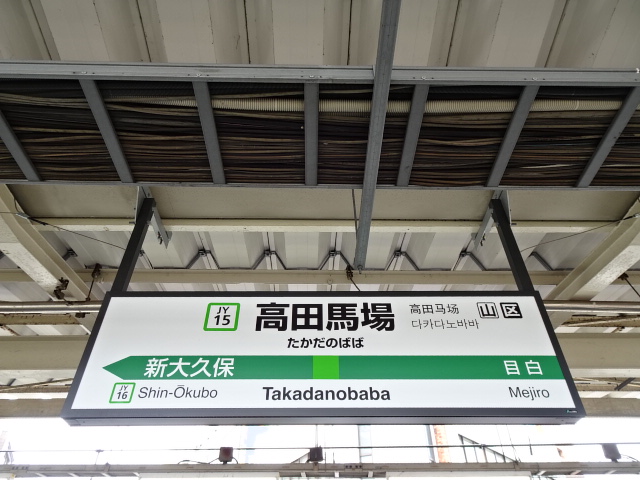 JY
15
高田馬場
高田马场
다카다노바바
山 区
たかだのばば
新大久保
目白
JY
16
Shin-Ōkubo
Takadanobaba
Mejiro